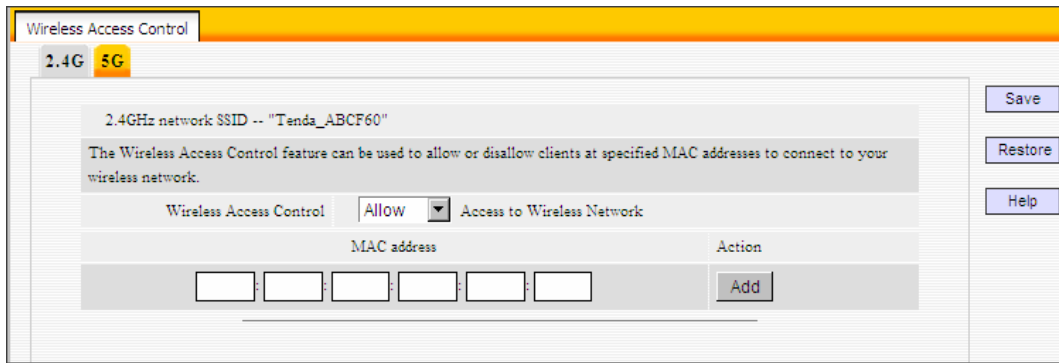 Wireless Access Control
2.4G 5G
Save
2.4GHz network SSID -- "Tenda_ABCF60"
The Wireless Access Control feature can be used to allow or disallow clients at specified MAC addresses to connect to your
wireless network.
Restore
Wireless Access Control Allow Access to Wireless Network
Help
MAC address Action
: : : : : Add